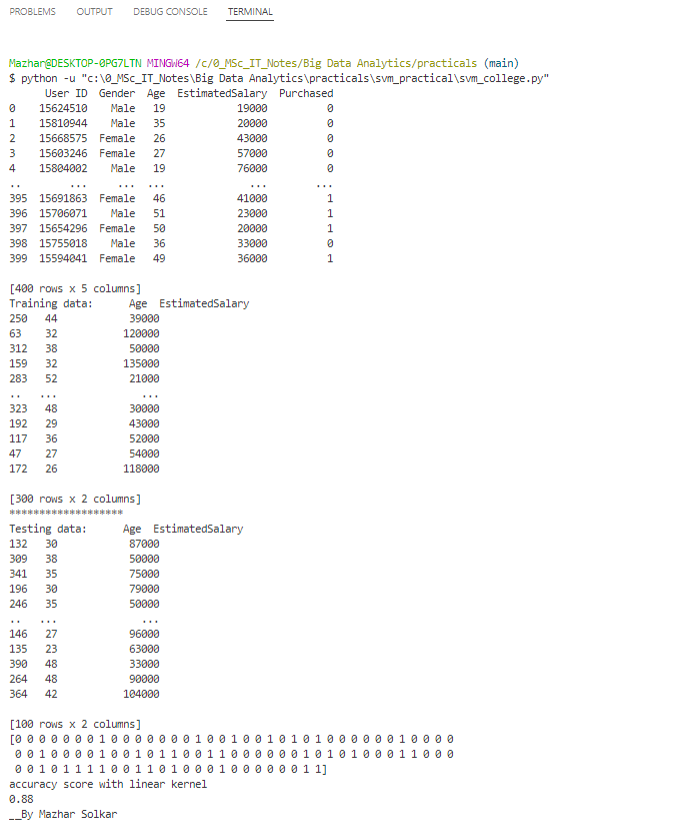 PROBLEMS OUTPUT DEBUG CONSOLE TERMINAL
Mazhar@DESKTOP-0PG7LTN MINGW64 /c/0_MSc_IT_Notes/Big Data Analytics/practicals (main)
$ python -u "c:\0_MSc_IT_Notes\Big Data Analytics\practicals\svm_practical\svm_college.py"
      User ID  Gender  Age  EstimatedSalary  Purchased
0    15624510    Male   19            19000          0
1    15810944    Male   35            20000          0
2    15668575  Female   26            43000          0
3    15603246  Female   27            57000          0
4    15804002    Male   19            76000          0
..        ...     ...  ...              ...        ...
395  15691863  Female   46            41000          1
396  15706071    Male   51            23000          1
397  15654296  Female   50            20000          1
398  15755018    Male   36            33000          0
399  15594041  Female   49            36000          1
[400 rows x 5 columns]
Training data:      Age  EstimatedSalary
250   44            39000
63    32           120000
312   38            50000
159   32           135000
283   52            21000
..   ...              ...
323   48            30000
192   29            43000
117   36            52000
47    27            54000
172   26           118000
[300 rows x 2 columns]
*******************
Testing data:      Age  EstimatedSalary
132   30            87000
309   38            50000
341   35            75000
196   30            79000
246   35            50000
..   ...              ...
146   27            96000
135   23            63000
390   48            33000
264   48            90000
364   42           104000
[100 rows x 2 columns]
[0 0 0 0 0 0 0 1 0 0 0 0 0 0 0 1 0 0 1 0 0 1 0 1 0 1 0 0 0 0 0 0 1 0 0 0 0
 0 0 1 0 0 0 0 1 0 0 1 0 1 1 0 0 1 1 0 0 0 0 0 0 1 0 1 0 1 0 0 0 1 1 0 0 0
 0 0 1 0 1 1 1 1 0 0 1 1 0 1 0 0 0 1 0 0 0 0 0 0 1 1]
accuracy score with linear kernel
0.88
__By Mazhar Solkar